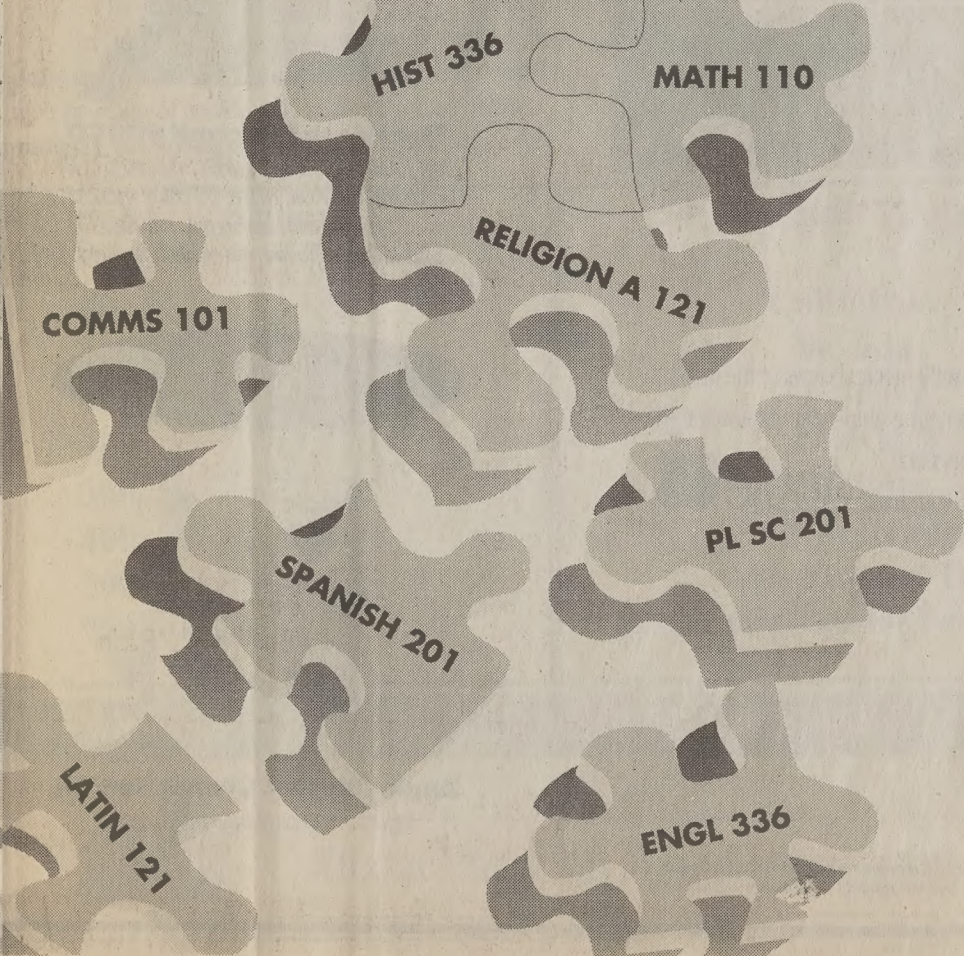 HIST 336
MATH 110
RELIGION A 121
COMMS 101
PL SC 201
SPANISH 201
LATIN 121
ENGL 336